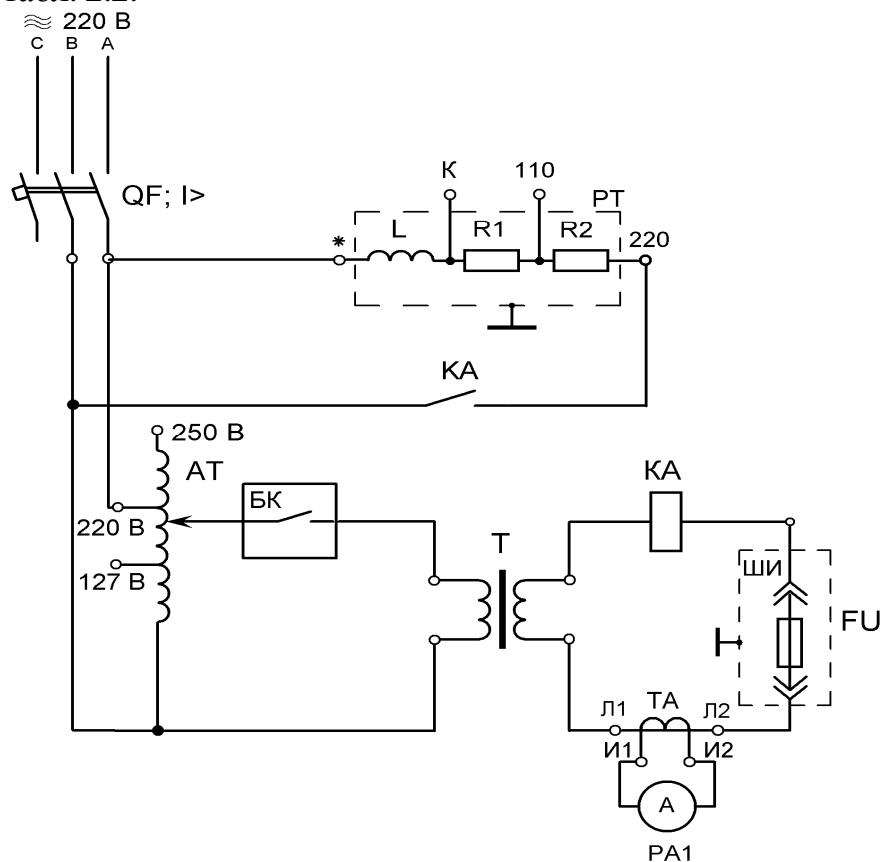 220 В
С В А
QF; I>
К 110
РТ
* L R1 R2
220
КА
250 В
АТ
БК КА
220 В
Т
127 В
ШИ
FU
Л1 ТА Л2
И1 И2
А
РА1